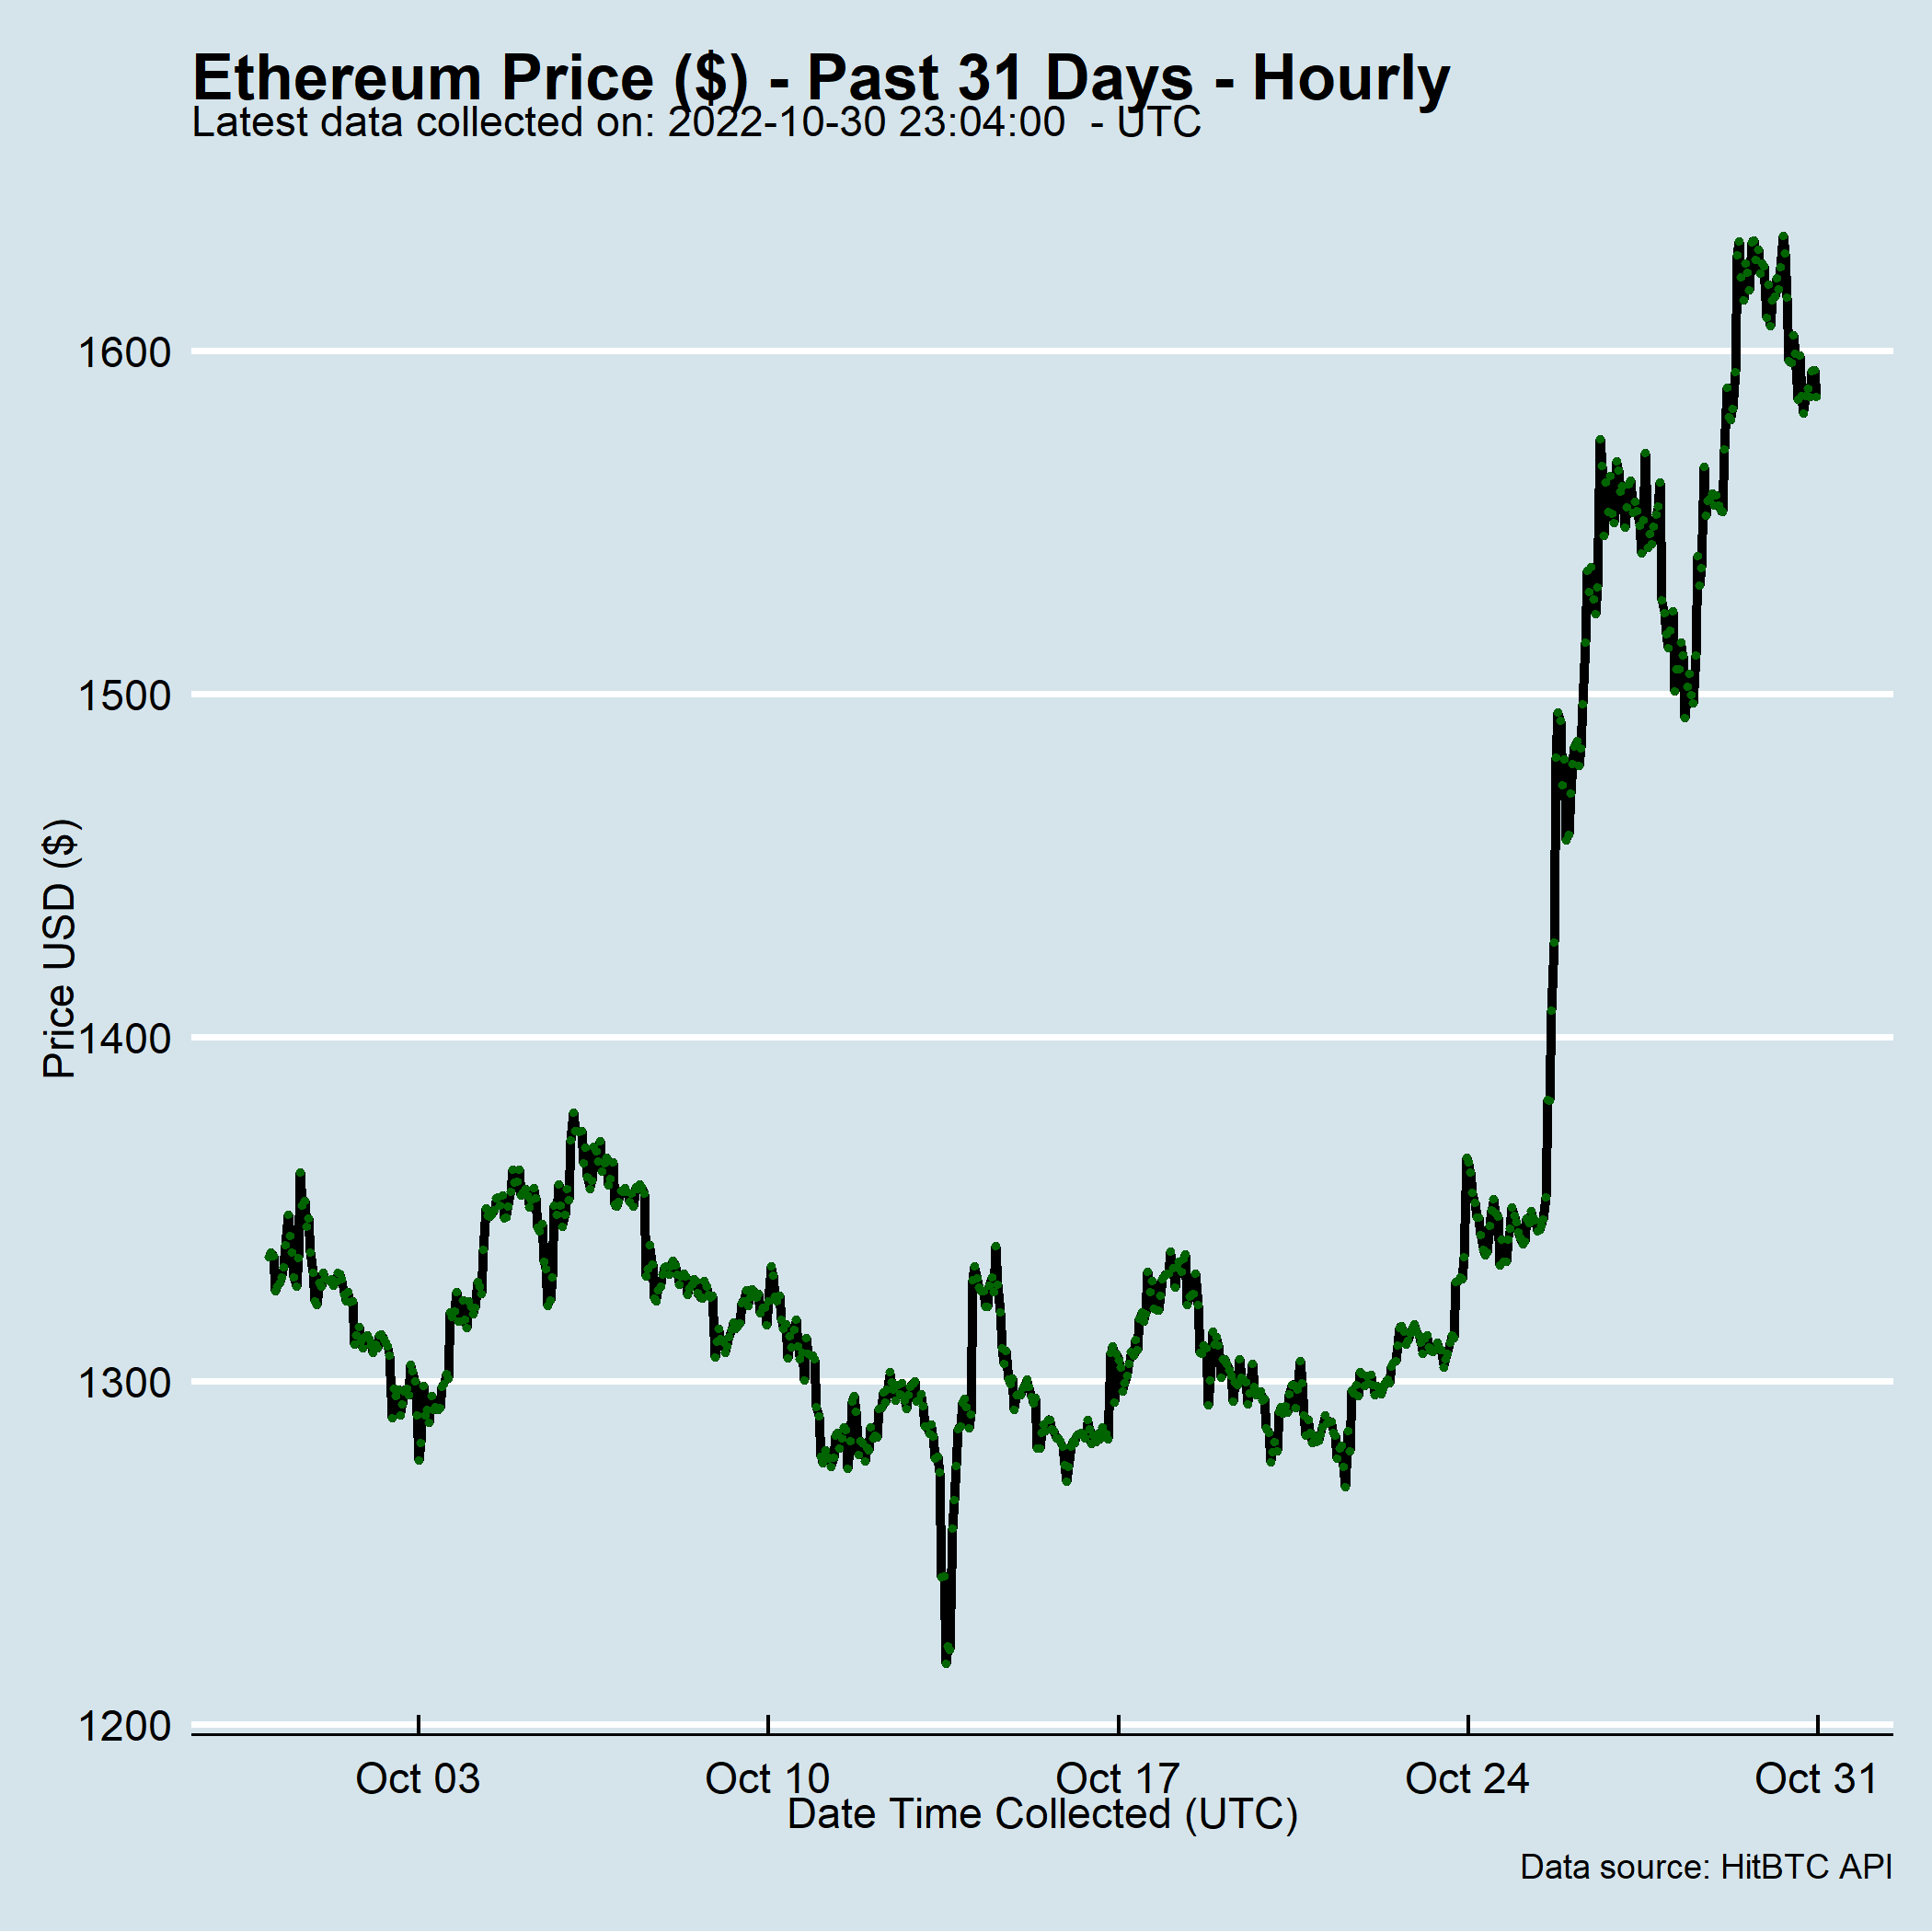 Ethereum Price ($) - Past 31 Days - Hourly
Latest data collected on: 2022-10-30 23:04:00  - UTC
Price USD ($)
1600
1500
1400
1300
1200
Oct 03 Oct 10 Oct 17 Oct 24 Oct 31
Date Time Collected (UTC)
Data source: HitBTC API